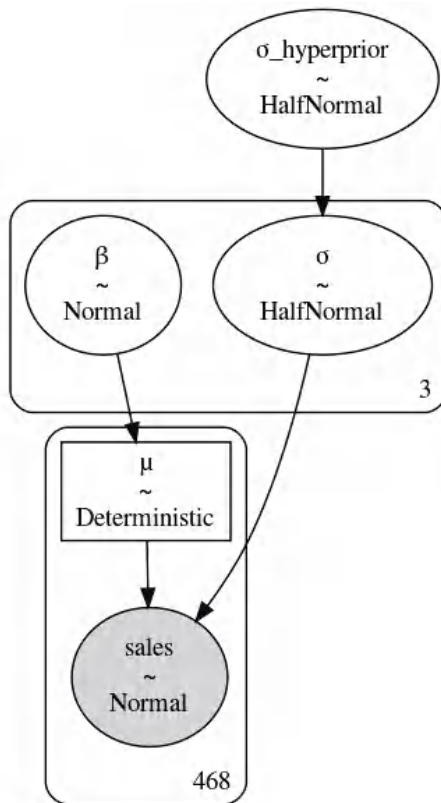 σ_hyperprior
~
HalfNormal
β
~
Normal
σ
~
HalfNormal
3
μ
~
Deterministic
sales
~
Normal
468